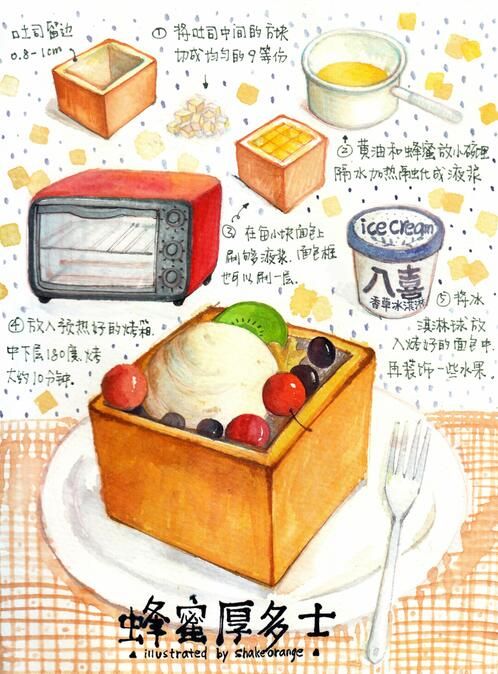 吐司留边
0.8-1cm
① 将吐司中间的方块
切成均匀的9等份
② 黄油和蜂蜜放小碗里
隔水加热融化成液浆
③ 在每小块面包上
刷够液浆.面包框
也可以刷一层.
ice cream
八喜
香草冰淇淋
④ 放入预热好的烤箱.
中下层180度.烤
大约10分钟.
⑤ 将冰
淇淋球放
入烤好的面包中.
再装饰一些水果.
蜂蜜厚多士
▲ illustrated by shakeorange ▲